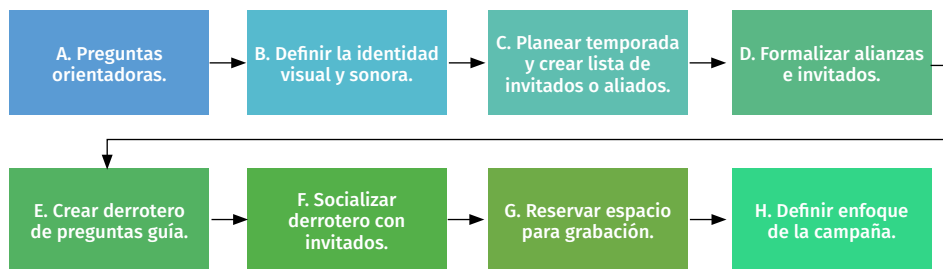 A. Preguntas
orientadoras.
B. Definir la identidad
visual y sonora.
C. Planear temporada
y crear lista de
invitados o aliados.
D. Formalizar alianzas
e invitados.
E. Crear derrotero
de preguntas guía.
F. Socializar
derrotero con
invitados.
G. Reservar espacio
para grabación.
H. Definir enfoque
de la campaña.